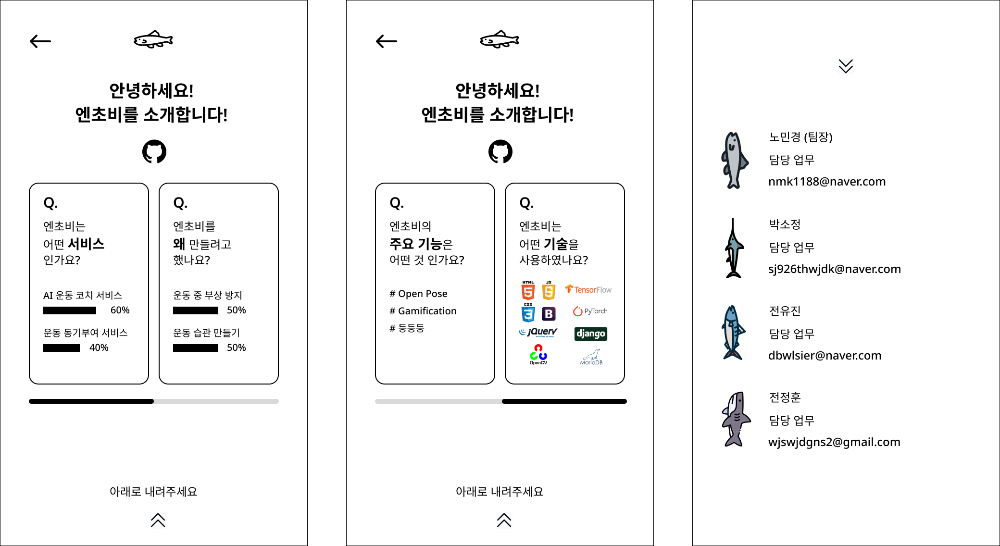 안녕하세요!
엔초비를 소개합니다!
Q.
엔초비는
어떤 서비스
인가요?
AI 운동 코치 서비스
60%
운동 동기부여 서비스
40%
Q.
엔초비를
왜 만들려고
했나요?
운동 중 부상 방지
50%
운동 습관 만들기
50%
아래로 내려주세요
안녕하세요!
엔초비를 소개합니다!
Q.
엔초비의
주요 기능은
어떤 것 인가요?
# Open Pose
# Gamification
# 등등등
Q.
엔초비는
어떤 기술을
사용하였나요?
HTML
5
JS
5
TensorFlow
CSS
3
B
PyTorch
jQuery
write less, do more.
django
OpenCV
MariaDB
아래로 내려주세요
노민경 (팀장)
담당 업무
nmk1188@naver.com
박소정
담당 업무
sj926thwjdk@naver.com
전유진
담당 업무
dbwlsier@naver.com
전정훈
담당 업무
wjswjdgns2@gmail.com